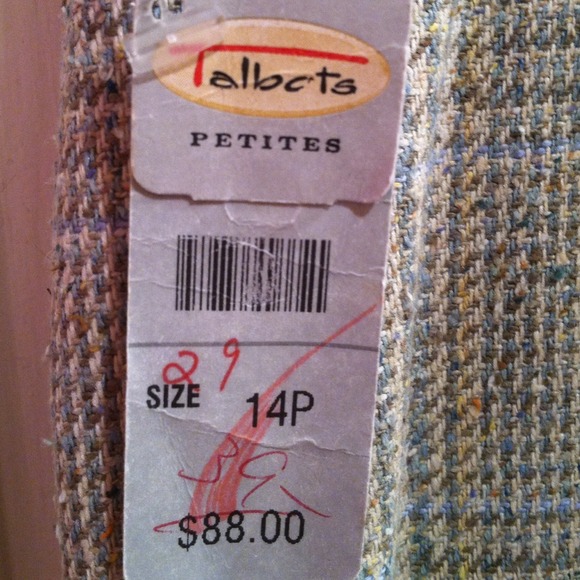 Talbots
PETITES
29
SIZE 14P
$88.00